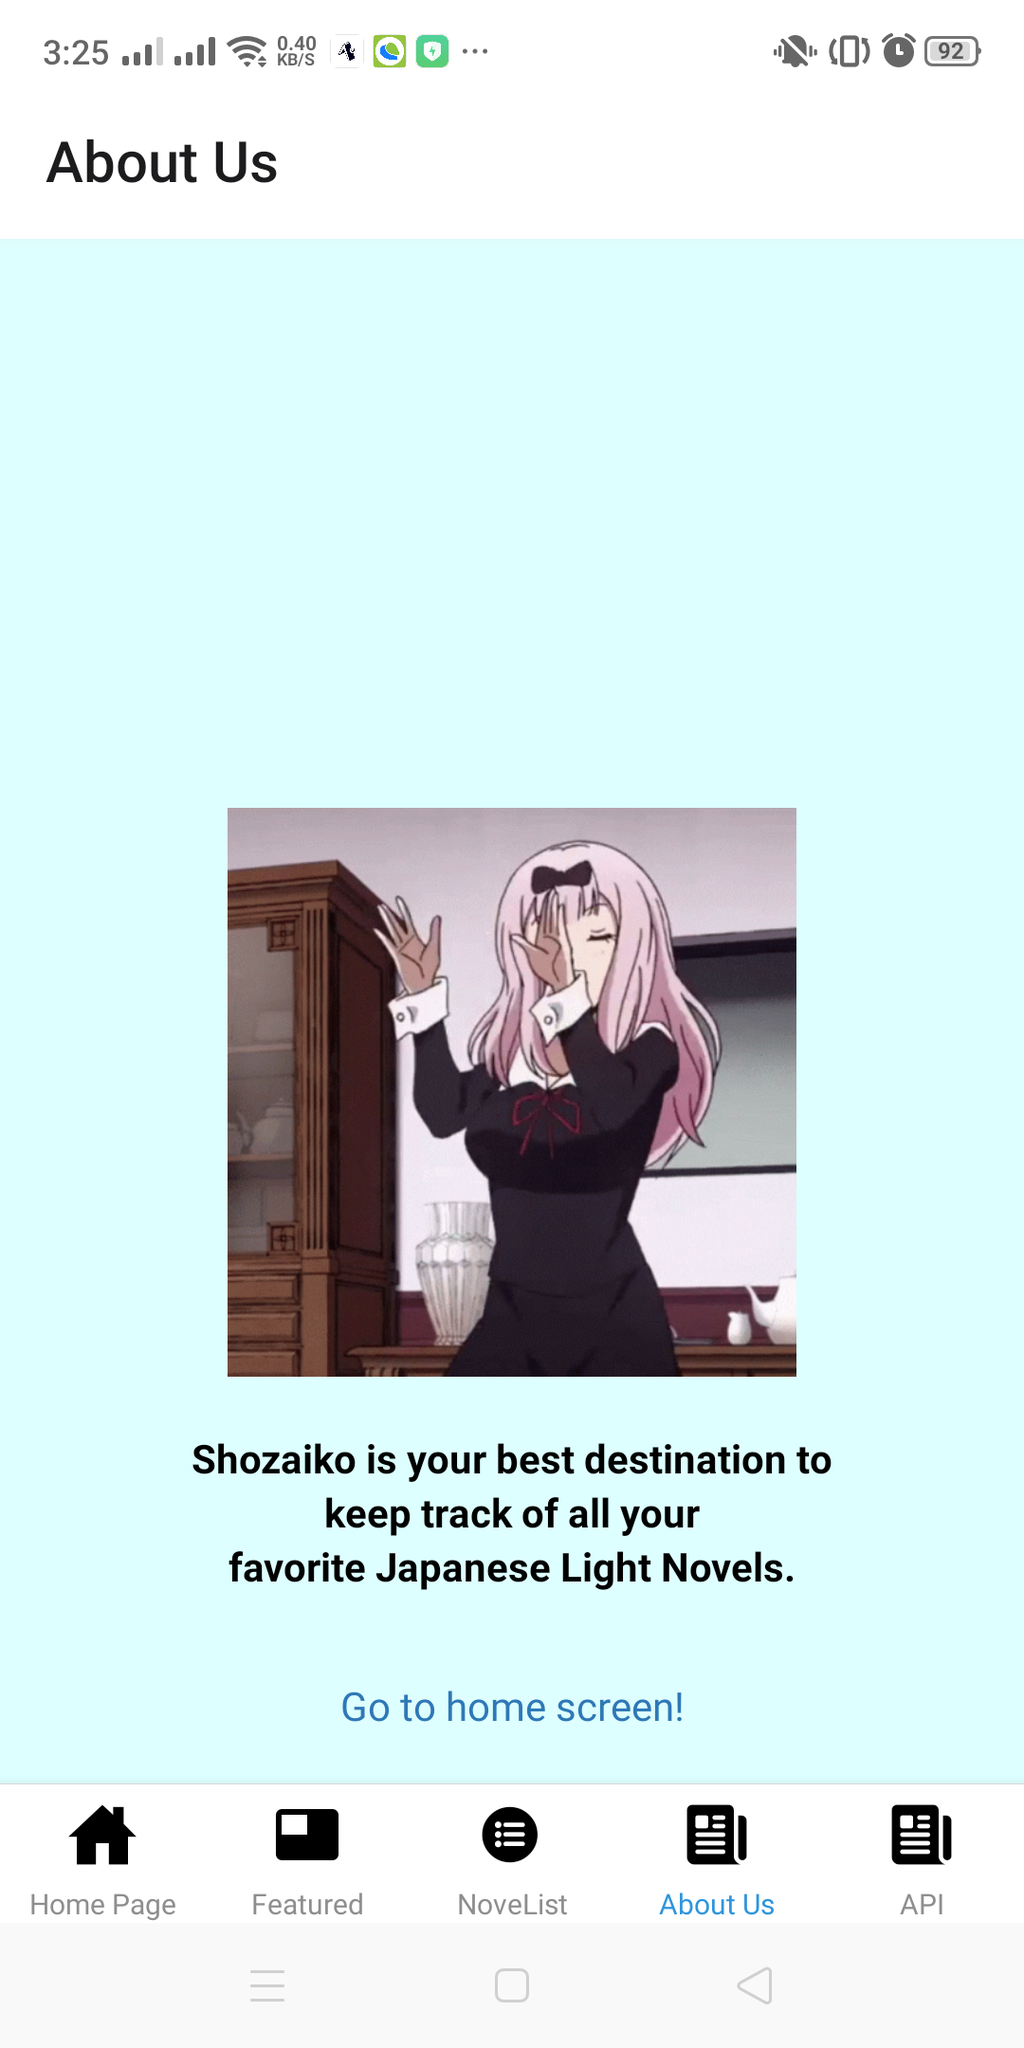 3:25 0.40 KB/S 92
About Us
Shozaiko is your best destination to
keep track of all your
favorite Japanese Light Novels.
Go to home screen!
Home Page Featured NoveList About Us API